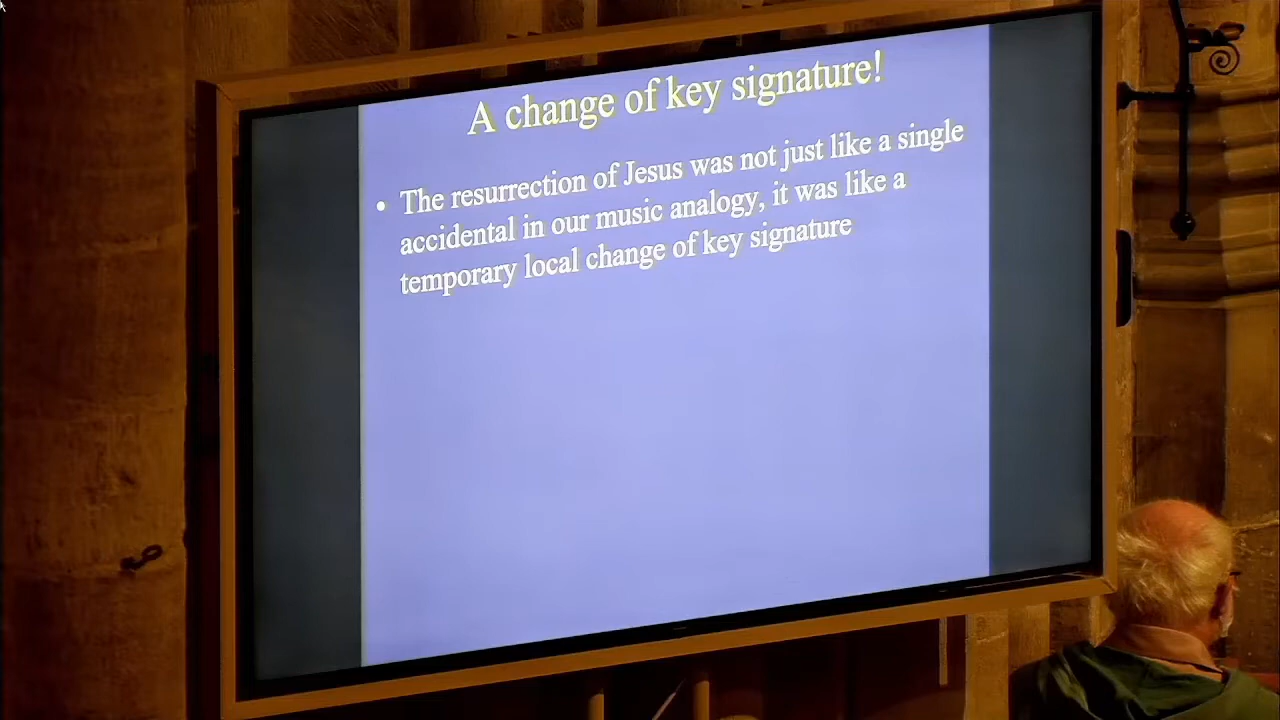 A change of key signature!
• The resurrection of Jesus was not just like a single
accidental in our music analogy, it was like a
temporary local change of key signature